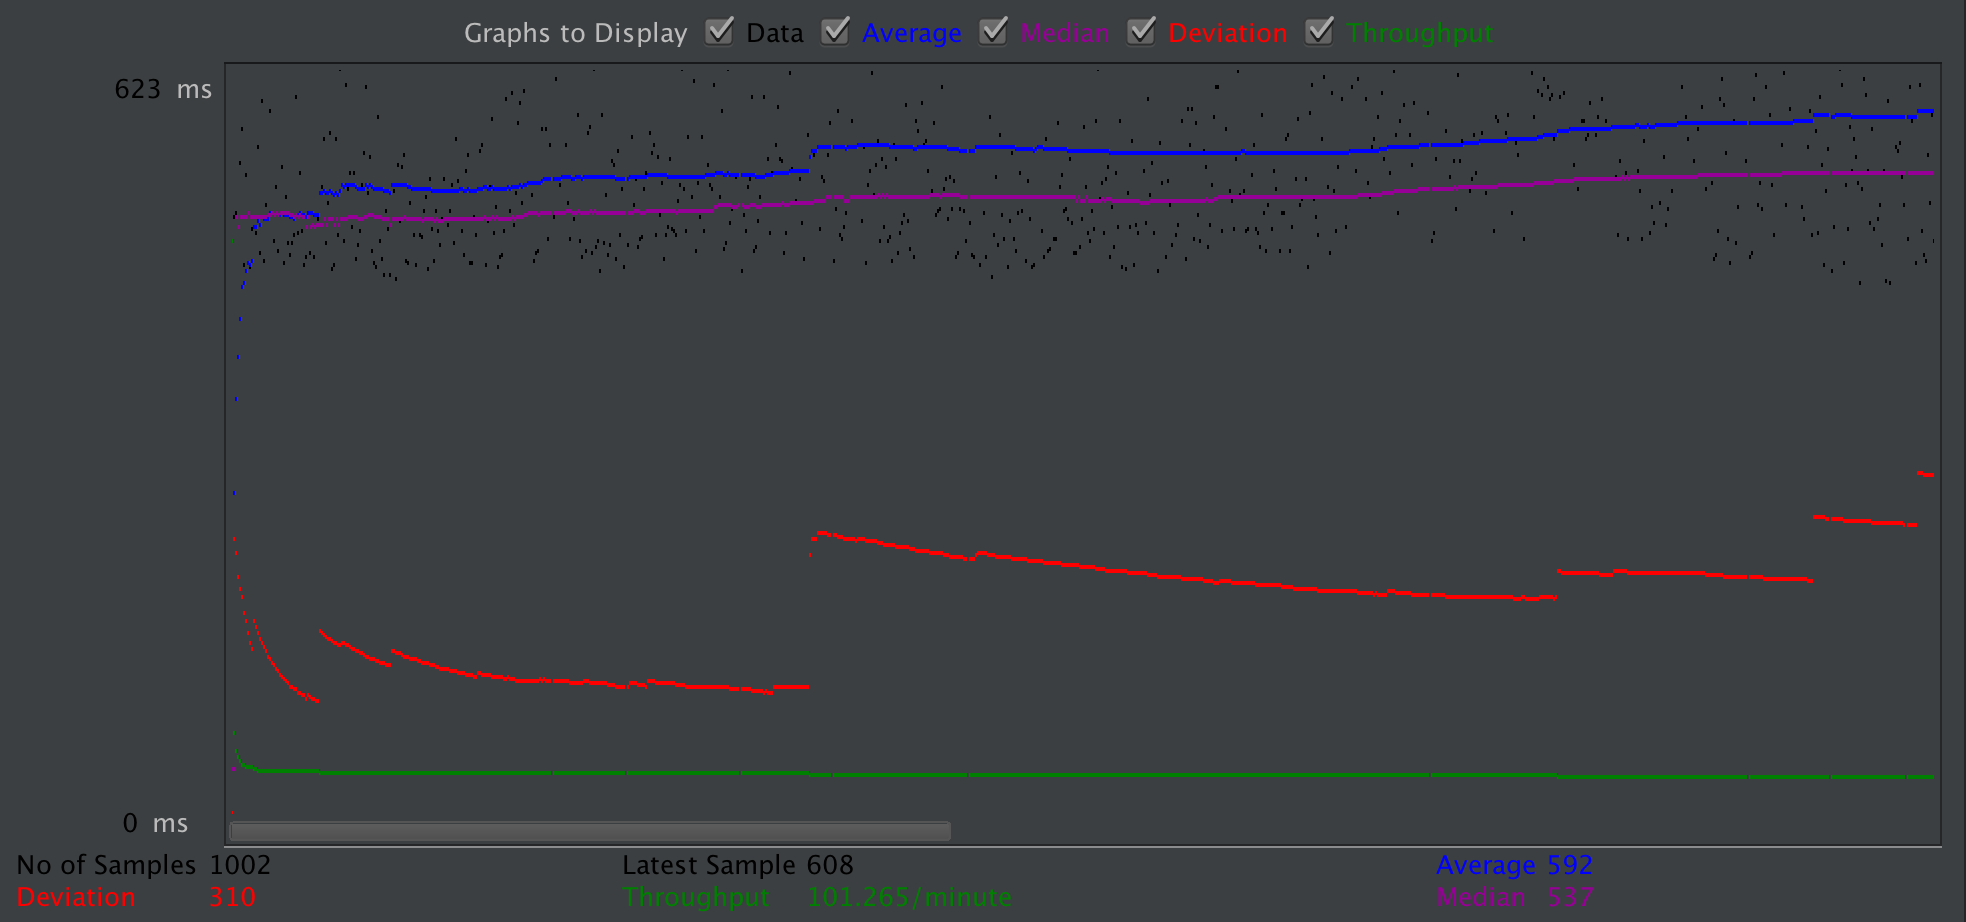 Graphs to Display Data Average Median Deviation Throughput
623 ms
0 ms
No of Samples 1002 Latest Sample 608 Average 592
Deviation 310 Throughput 101.265/minute Median 537